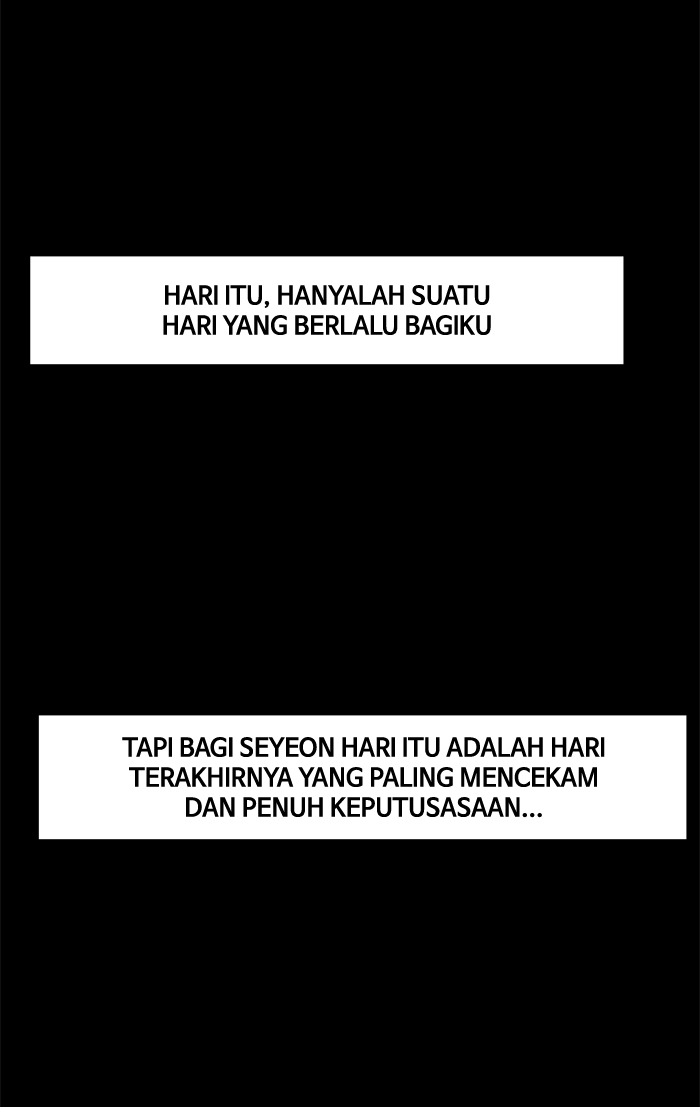 HARI ITU, HANYALAH SUATU
HARI YANG BERLALU BAGIKU
TAPI BAGI SEYEON HARI ITU ADALAH HARI
TERAKHIRNYA YANG PALING MENCEKAM
DAN PENUH KEPUTUSASAAN...